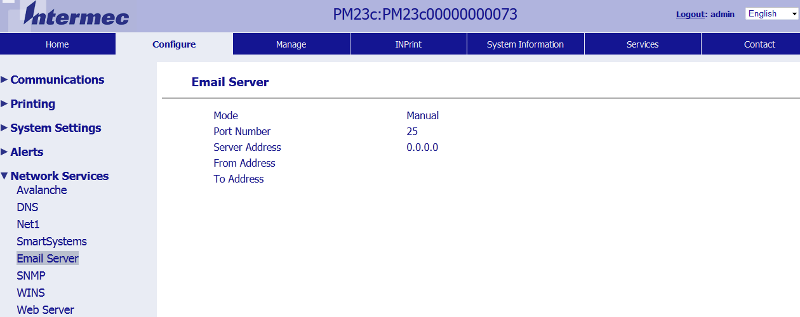 Intermec
PM23c:PM23c00000000073
Logout: admin
English
Home
Configure
Manage
INPrint
System Information
Services
Contact
Communications
Printing
System Settings
Alerts
Network Services
Avalanche
DNS
Net1
SmartSystems
Email Server
SNMP
WINS
Web Server
Email Server
Mode Manual
Port Number 25
Server Address 0.0.0.0
From Address
To Address